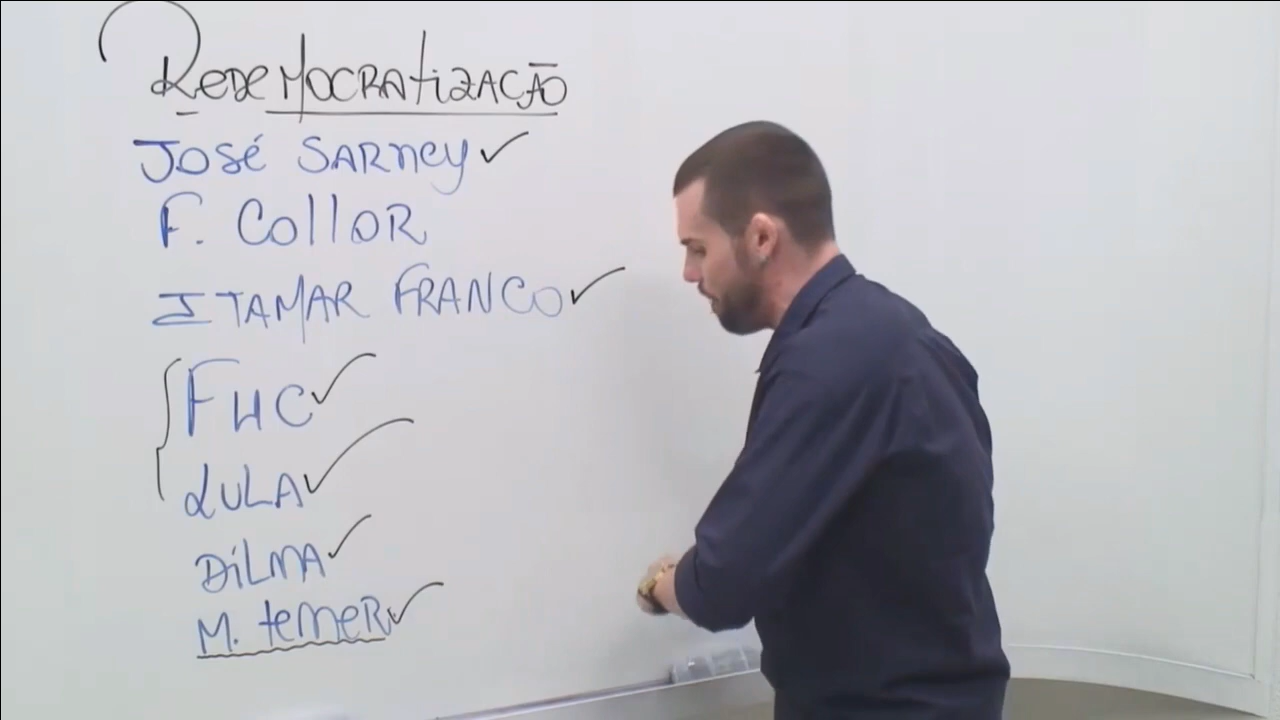 Redemocratização
José Sarney ✓
F. Collor
Itamar Franco ✓
FHC ✓
Lula ✓
Dilma ✓
M. Temer ✓